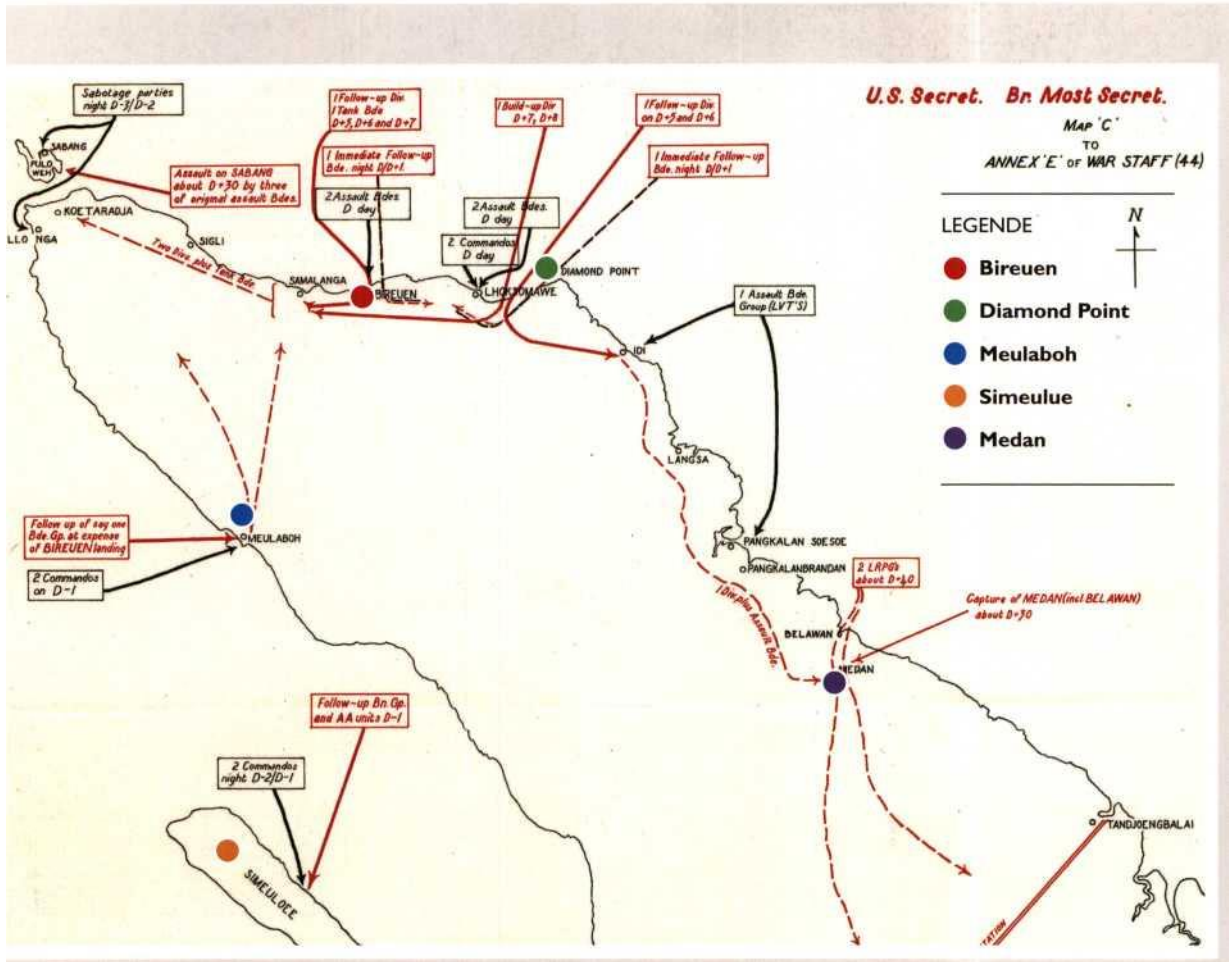 U.S. Secret. Br. Most Secret.
MAP 'C'
TO
ANNEX 'E' OF WAR STAFF (44)
LEGENDE
N
Bireuen
Diamond Point
Meulaboh
Simeulue
Medan
Sabotage parties
night D-3/D-2
1 Follow-up Div.
1 Tank Bde
D+5, D+6 and D+7
1 Immediate Follow-up
Bde. night D/D+1.
2 Assault Bdes
D day
1 Build-up Div
D+7, D+8
2 Assault Bdes.
D day
2 Commandos
D day
1 Follow-up Div
on D+5 and D+6
1 Immediate Follow-up
Bde. night D/D+1
SABANG
PULO
WEH
Assault on SABANG
about D+30 by three
of original assault Bdes.
KOETARADJA
LLO NGA
SIGLI
Two Divs. plus Tank Bde.
SAMALANGA
BIREUEN
LHOKSOMAWE
DIAMOND POINT
1 Assault Bde.
Group (LVT'S)
IDI
LANGSA
Follow up of say one
Bde. Gp. at expense
of BIREUEN landing
MEULABOH
2 Commandos
on D-1
PANGKALAN SOESOE
PANGKALANBRANDAN
2 LRPG's
about D+40
1 Div. plus Assault Bde.
BELAWAN
MEDAN
Capture of MEDAN (incl BELAWAN)
about D+30
Follow-up Bn. Gp.
and AA units D-1
2 Commandos
night D-2/D-1
SIMEULOEE
TANDJOENGBALAI
TATION